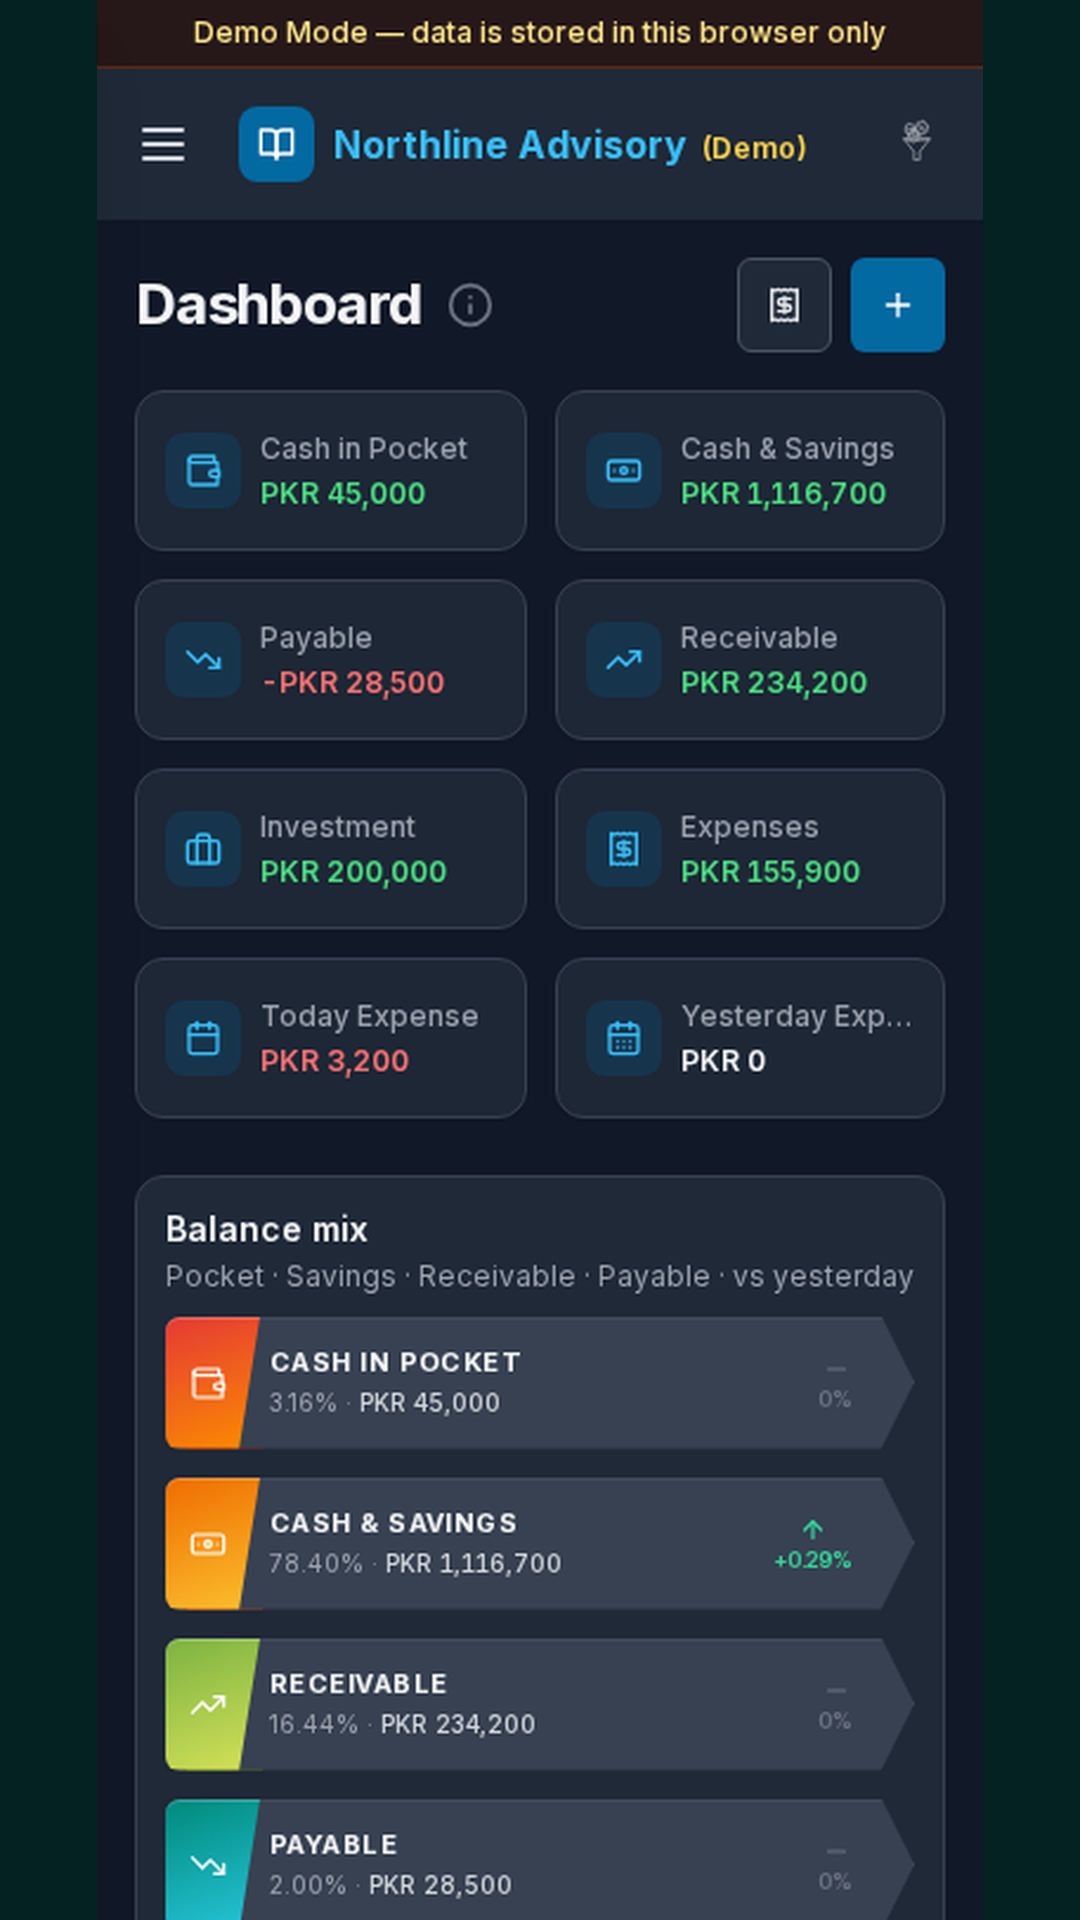 Demo Mode — data is stored in this browser only
Northline Advisory (Demo)
Dashboard
Cash in Pocket
PKR 45,000
Cash & Savings
PKR 1,116,700
Payable
-PKR 28,500
Receivable
PKR 234,200
Investment
PKR 200,000
Expenses
PKR 155,900
Today Expense
PKR 3,200
Yesterday Exp...
PKR 0
Balance mix
Pocket · Savings · Receivable · Payable · vs yesterday
CASH IN POCKET
3.16% · PKR 45,000
—
0%
CASH & SAVINGS
78.40% · PKR 1,116,700
+0.29%
RECEIVABLE
16.44% · PKR 234,200
—
0%
PAYABLE
2.00% · PKR 28,500
—
0%